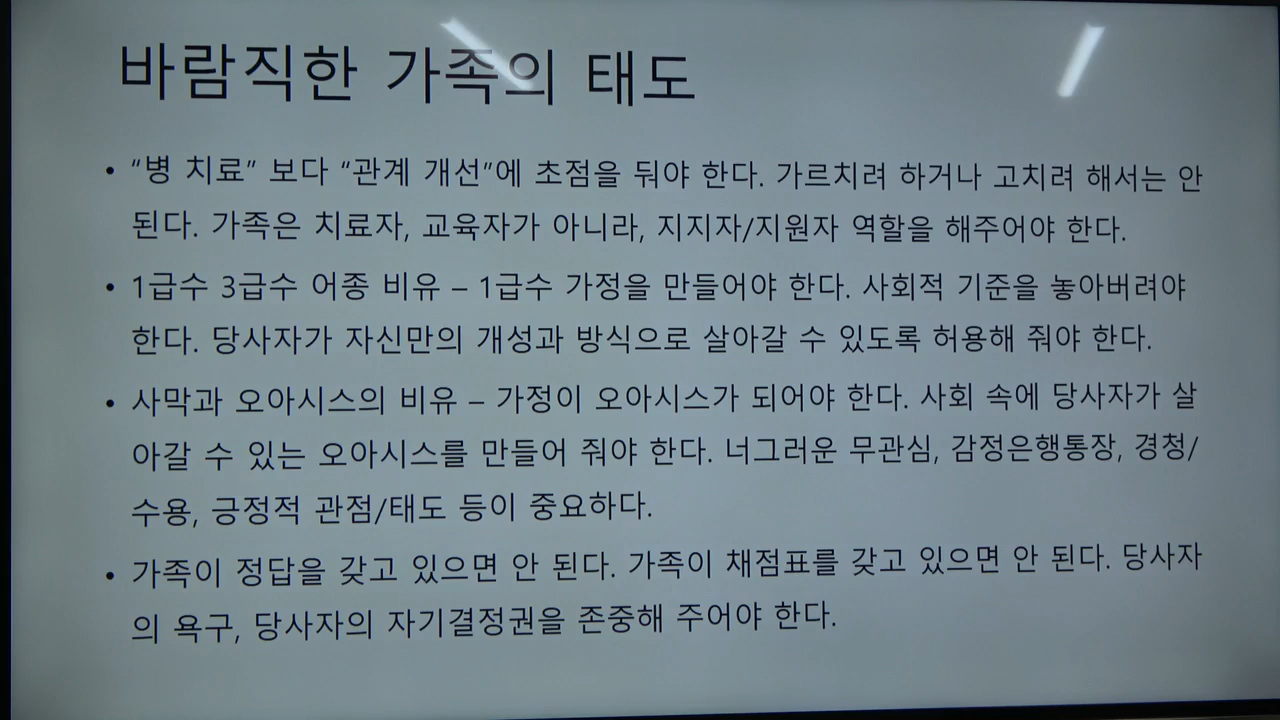 바람직한 가족의 태도
• “병 치료” 보다 “관계 개선”에 초점을 둬야 한다. 가르치려 하거나 고치려 해서는 안
된다. 가족은 치료자, 교육자가 아니라, 지지자/지원자 역할을 해주어야 한다.
• 1급수 3급수 어종 비유 – 1급수 가정을 만들어야 한다. 사회적 기준을 놓아버려야
한다. 당사자가 자신만의 개성과 방식으로 살아갈 수 있도록 허용해 줘야 한다.
• 사막과 오아시스의 비유 – 가정이 오아시스가 되어야 한다. 사회 속에 당사자가 살
아갈 수 있는 오아시스를 만들어 줘야 한다. 너그러운 무관심, 감정은행통장, 경청/
수용, 긍정적 관점/태도 등이 중요하다.
• 가족이 정답을 갖고 있으면 안 된다. 가족이 채점표를 갖고 있으면 안 된다. 당사자
의 욕구, 당사자의 자기결정권을 존중해 주어야 한다.